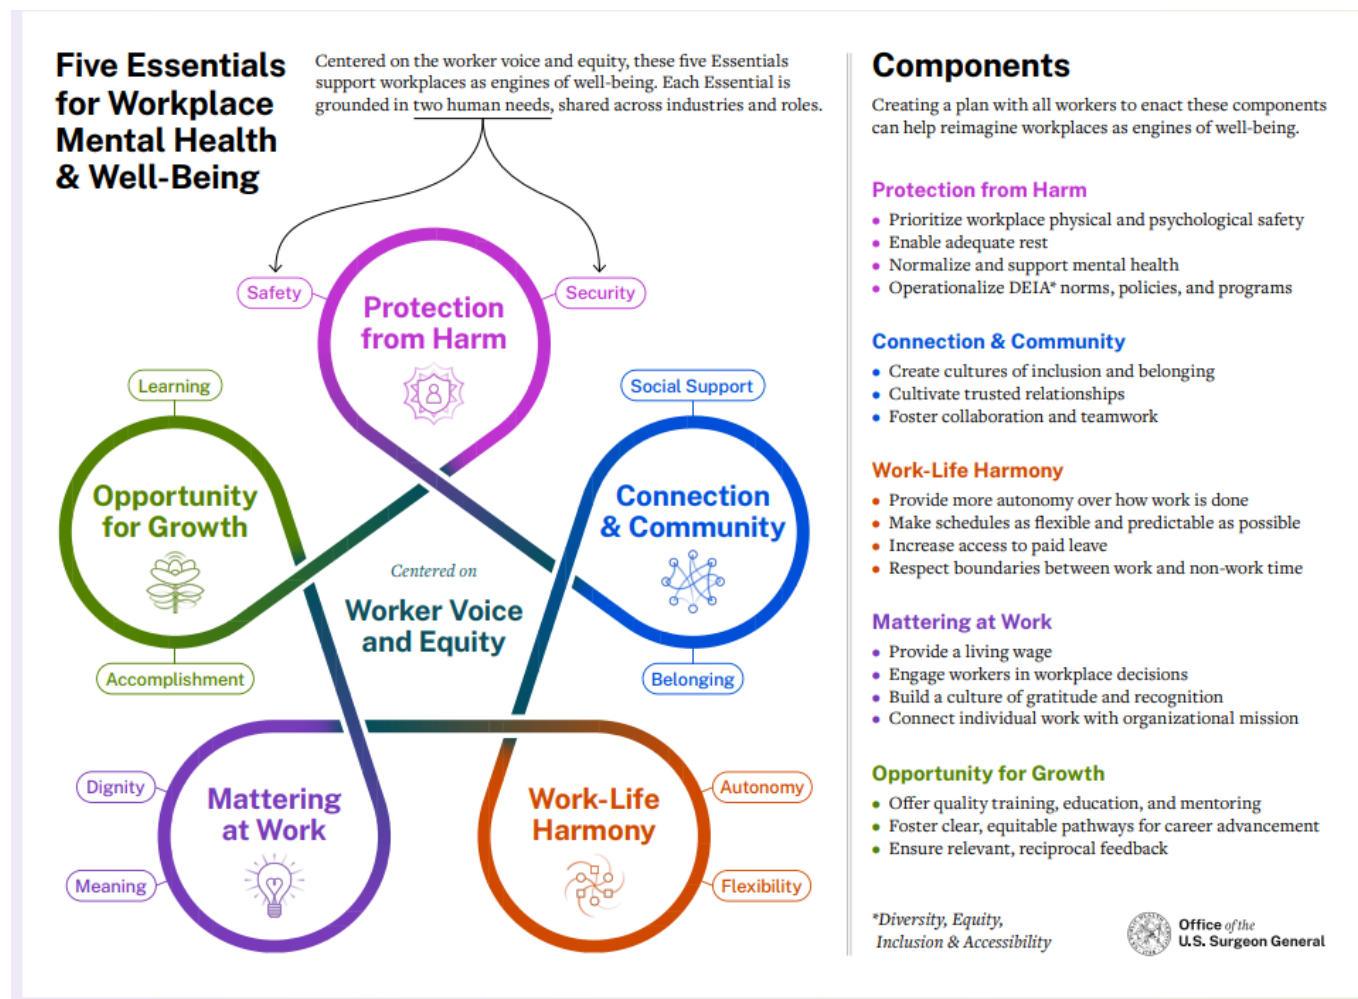 Five Essentials
for Workplace
Mental Health
& Well-Being
Centered on the worker voice and equity, these five Essentials
support workplaces as engines of well-being. Each Essential is
grounded in two human needs, shared across industries and roles.
Safety
Security
Protection
from Harm
Learning
Opportunity
for Growth
Accomplishment
Social Support
Connection
& Community
Belonging
Centered on
Worker Voice
and Equity
Dignity
Mattering
at Work
Meaning
Work-Life
Harmony
Autonomy
Flexibility
Components
Creating a plan with all workers to enact these components
can help reimagine workplaces as engines of well-being.
Protection from Harm
• Prioritize workplace physical and psychological safety
• Enable adequate rest
• Normalize and support mental health
• Operationalize DEIA* norms, policies, and programs
Connection & Community
• Create cultures of inclusion and belonging
• Cultivate trusted relationships
• Foster collaboration and teamwork
Work-Life Harmony
• Provide more autonomy over how work is done
• Make schedules as flexible and predictable as possible
• Increase access to paid leave
• Respect boundaries between work and non-work time
Mattering at Work
• Provide a living wage
• Engage workers in workplace decisions
• Build a culture of gratitude and recognition
• Connect individual work with organizational mission
Opportunity for Growth
• Offer quality training, education, and mentoring
• Foster clear, equitable pathways for career advancement
• Ensure relevant, reciprocal feedback
*Diversity, Equity,
Inclusion & Accessibility
Office of the
U.S. Surgeon General